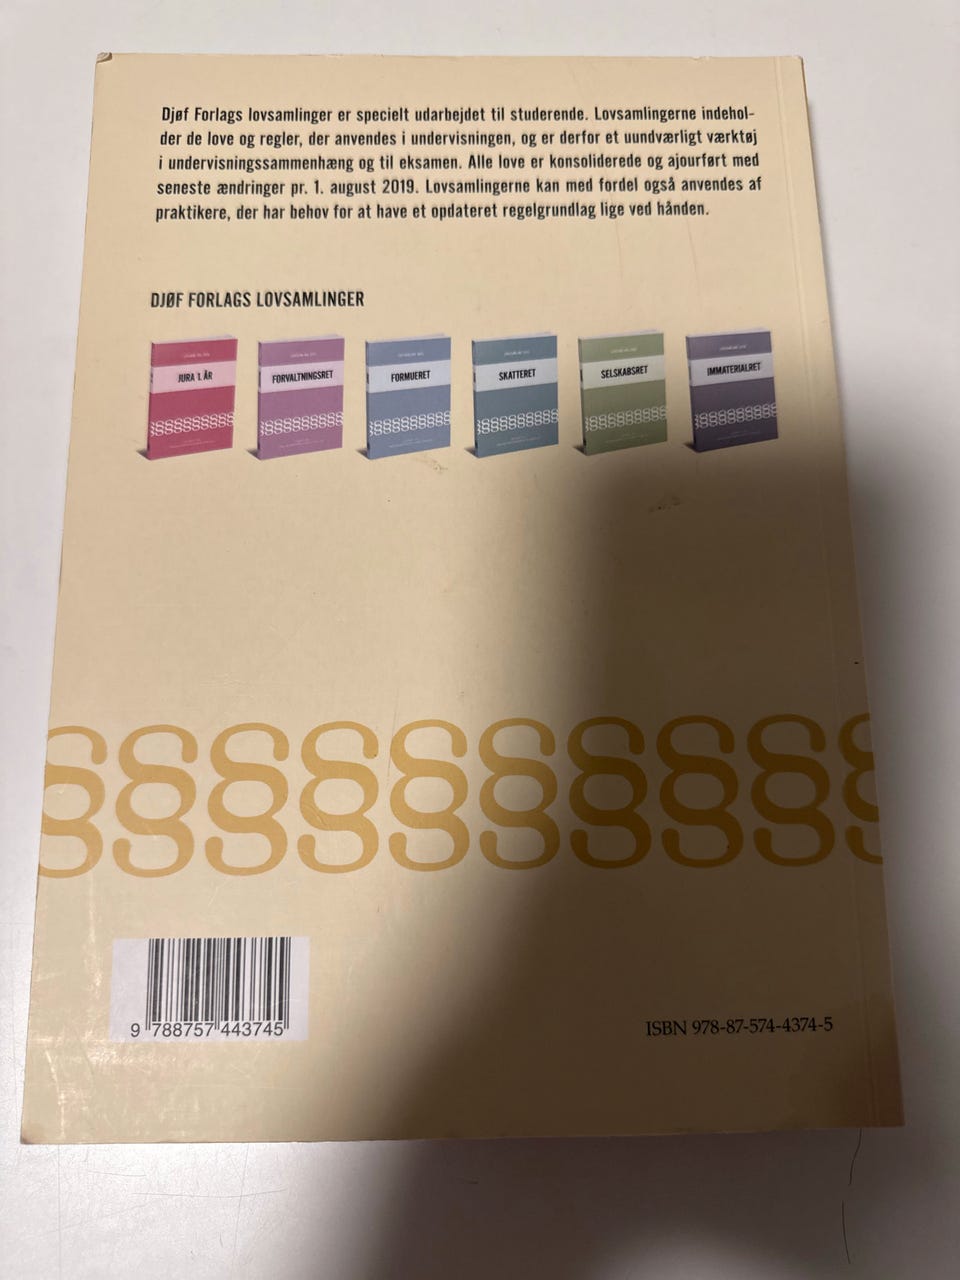 Djøf Forlags lovsamlinger er specielt udarbejdet til studerende. Lovsamlingerne indehol-
der de love og regler, der anvendes i undervisningen, og er derfor et uundværligt værktøj
i undervisningssammenhæng og til eksamen. Alle love er konsoliderede og ajourført med
seneste ændringer pr. 1. august 2019. Lovsamlingerne kan med fordel også anvendes af
praktikere, der har behov for at have et opdateret regelgrundlag lige ved hånden.
DJØF FORLAGS LOVSAMLINGER
JURA 1. ÅR
FORVALTNINGSRET
FORMUERET
SKATTERET
SELSKABSRET
IMMATERIALRET
§§§§§§§§§§
9 788757 443745
ISBN 978-87-574-4374-5